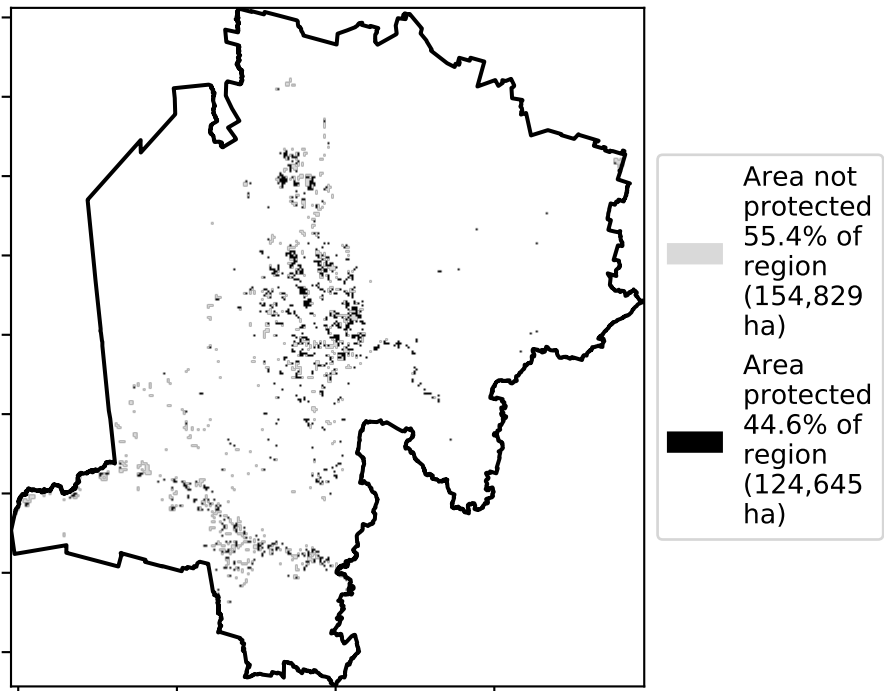 Area not
protected
55.4% of
region
(154,829
ha)
Area
protected
44.6% of
region
(124,645
ha)